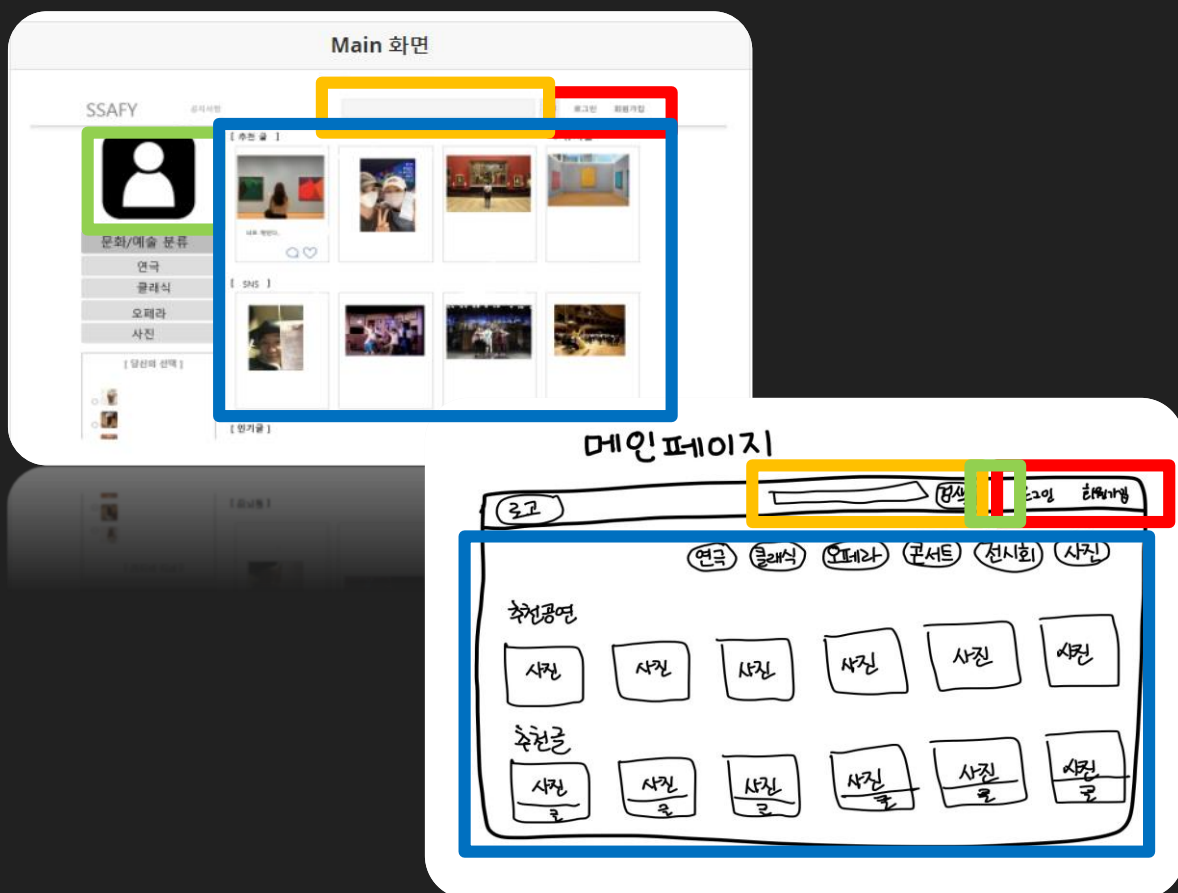 Main 화면
SSAFY 공지사항 로그인 회원가입
[ 추천 글 ]
문화/예술 분류
연극
클래식
오페라
사진
[ SNS ]
[ 당신의 선택 ]
[ 인기글 ]
메인페이지
로고 검색 회원가입
연극 클래식 오페라 콘서트 전시회 사진
추천공연
사진 사진 사진 사진 사진 사진
추천글
사진 사진 사진 사진 사진 사진
글 글 글 글 글 글